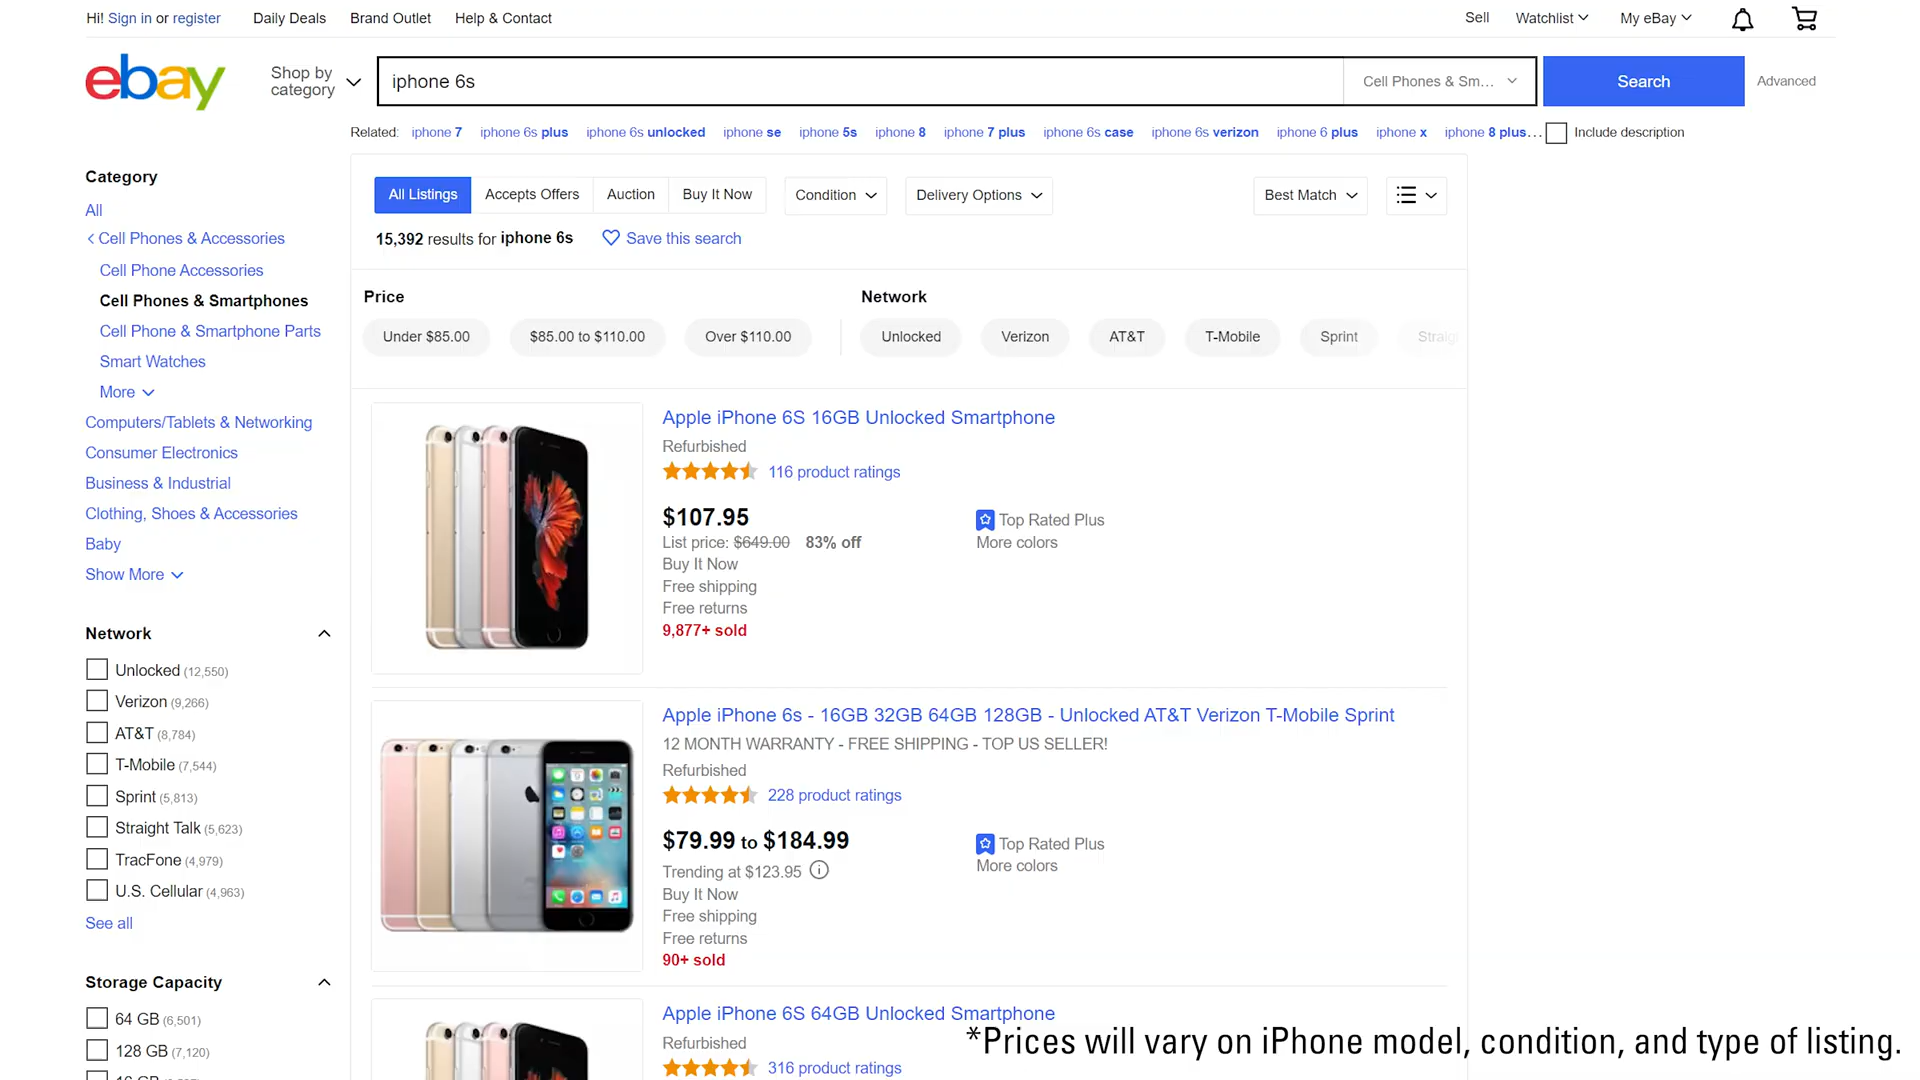 Hi! Sign in or register
Daily Deals
Brand Outlet
Help & Contact
Sell
Watchlist
My eBay
ebay
Shop by
category
iphone 6s
Cell Phones & Sm...
Search
Advanced
Related: iphone 7 iphone 6s plus iphone 6s unlocked iphone se iphone 5s iphone 8 iphone 7 plus iphone 6s case iphone 6s verizon iphone 6 plus iphone x iphone 8 plus...
Include description
Category
All
Cell Phones & Accessories
Cell Phone Accessories
Cell Phones & Smartphones
Cell Phone & Smartphone Parts
Smart Watches
More
Computers/Tablets & Networking
Consumer Electronics
Business & Industrial
Clothing, Shoes & Accessories
Baby
Show More
Network
Unlocked (12,550)
Verizon (9,266)
AT&T (8,784)
T-Mobile (7,544)
Sprint (5,813)
Straight Talk (5,623)
TracFone (4,979)
U.S. Cellular (4,963)
See all
Storage Capacity
64 GB (6,501)
128 GB (7,120)
All Listings
Accepts Offers
Auction
Buy It Now
Condition
Delivery Options
Best Match
15,392 results for iphone 6s
Save this search
Price
Under $85.00
$85.00 to $110.00
Over $110.00
Network
Unlocked
Verizon
AT&T
T-Mobile
Sprint
Straig
Apple iPhone 6S 16GB Unlocked Smartphone
Refurbished
116 product ratings
$107.95
List price: $649.00 83% off
Buy It Now
Free shipping
Free returns
9,877+ sold
Top Rated Plus
More colors
Apple iPhone 6s - 16GB 32GB 64GB 128GB - Unlocked AT&T Verizon T-Mobile Sprint
12 MONTH WARRANTY - FREE SHIPPING - TOP US SELLER!
Refurbished
228 product ratings
$79.99 to $184.99
Trending at $123.95
Buy It Now
Free shipping
Free returns
90+ sold
Top Rated Plus
More colors
Apple iPhone 6S 64GB Unlocked Smartphone
Refurbished
316 product ratings
*Prices will vary on iPhone model, condition, and type of listing.